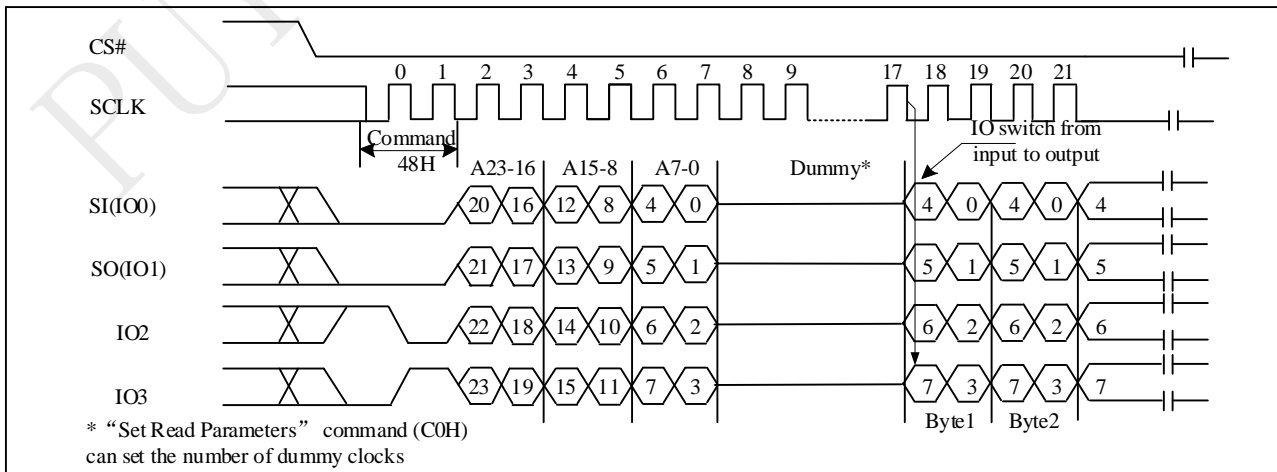 PU
CS#
0 1 2 3 4 5 6 7 8 9 17 18 19 20 21
SCLK
Command
48H
IO switch from
input to output
A23-16 A15-8 A7-0 Dummy*
SI(IO0) 20 16 12 8 4 0 4 0 4 0 4
SO(IO1) 21 17 13 9 5 1 5 1 5 1 5
IO2 22 18 14 10 6 2 6 2 6 2 6
IO3 23 19 15 11 7 3 7 3 7 3 7
Byte1 Byte2
* “Set Read Parameters” command (C0H)
can set the number of dummy clocks